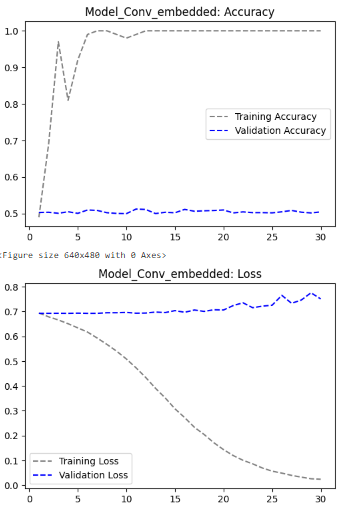 Model_Conv_embedded: Accuracy
1.0
0.9
0.8
0.7
0.6
0.5
Training Accuracy
Validation Accuracy
0 5 10 15 20 25 30
<Figure size 640x480 with 0 Axes>
Model_Conv_embedded: Loss
0.8
0.7
0.6
0.5
0.4
0.3
0.2
0.1
0.0
Training Loss
Validation Loss
0 5 10 15 20 25 30